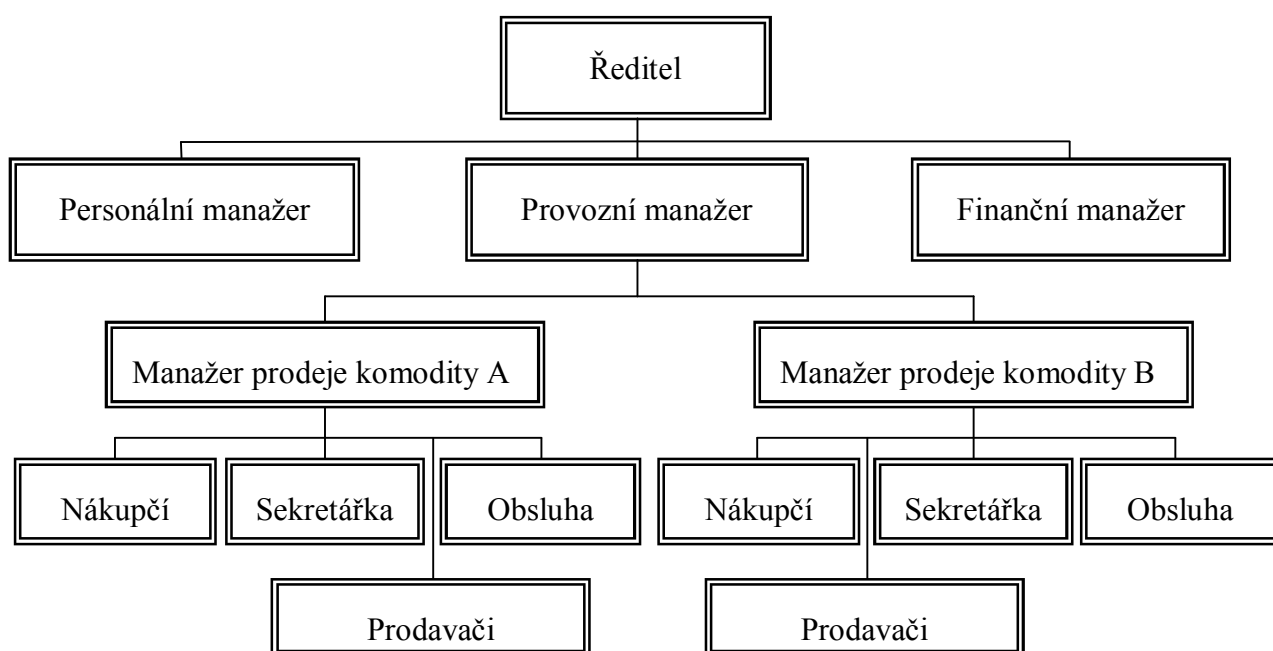 Ředitel
Personální manažer
Provozní manažer
Finanční manažer
Manažer prodeje komodity A
Manažer prodeje komodity B
Nákupčí
Sekretářka
Obsluha
Nákupčí
Sekretářka
Obsluha
Prodavači
Prodavači